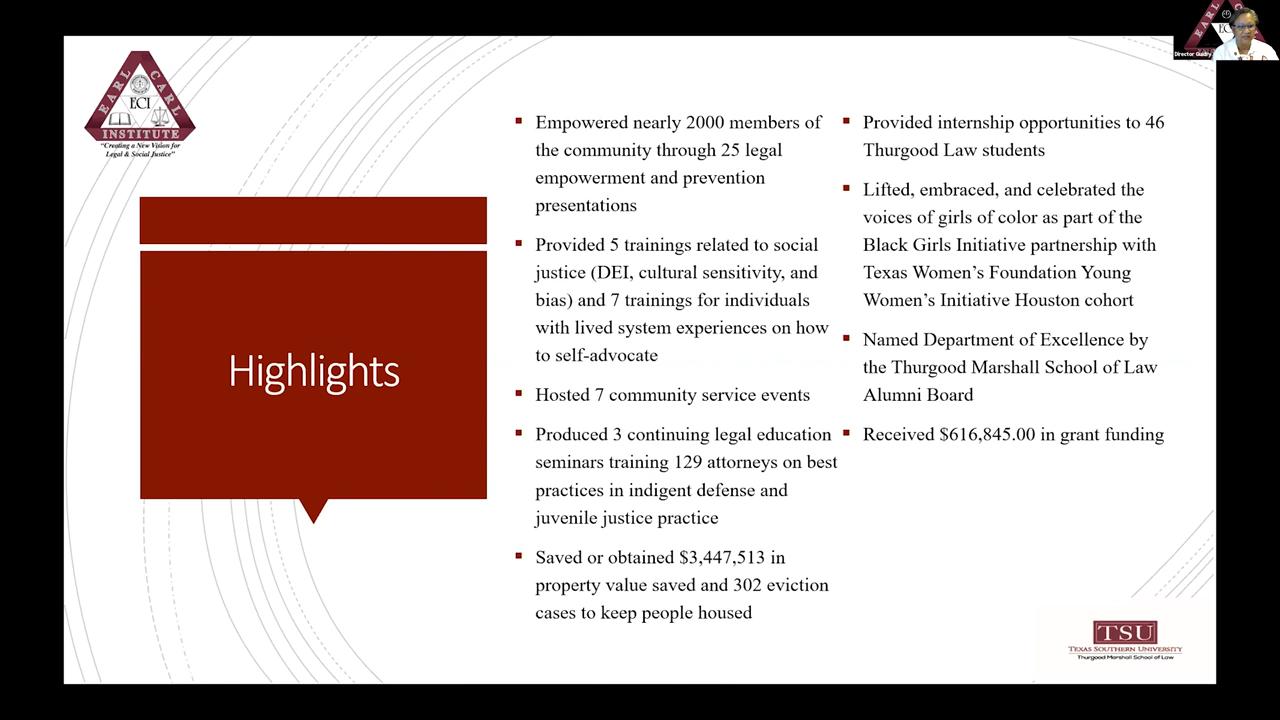 EARL CARL
ECI
INSTITUTE
"Creating a New Vision for
Legal & Social Justice"
Highlights
Empowered nearly 2000 members of
the community through 25 legal
empowerment and prevention
presentations
Provided 5 trainings related to social
justice (DEI, cultural sensitivity, and
bias) and 7 trainings for individuals
with lived system experiences on how
to self-advocate
Hosted 7 community service events
Produced 3 continuing legal education
seminars training 129 attorneys on best
practices in indigent defense and
juvenile justice practice
Saved or obtained $3,447,513 in
property value saved and 302 eviction
cases to keep people housed
Provided internship opportunities to 46
Thurgood Law students
Lifted, embraced, and celebrated the
voices of girls of color as part of the
Black Girls Initiative partnership with
Texas Women's Foundation Young
Women's Initiative Houston cohort
Named Department of Excellence by
the Thurgood Marshall School of Law
Alumni Board
Received $616,845.00 in grant funding
Director Guidry
TSU
TEXAS SOUTHERN UNIVERSITY
Thurgood Marshall School of Law